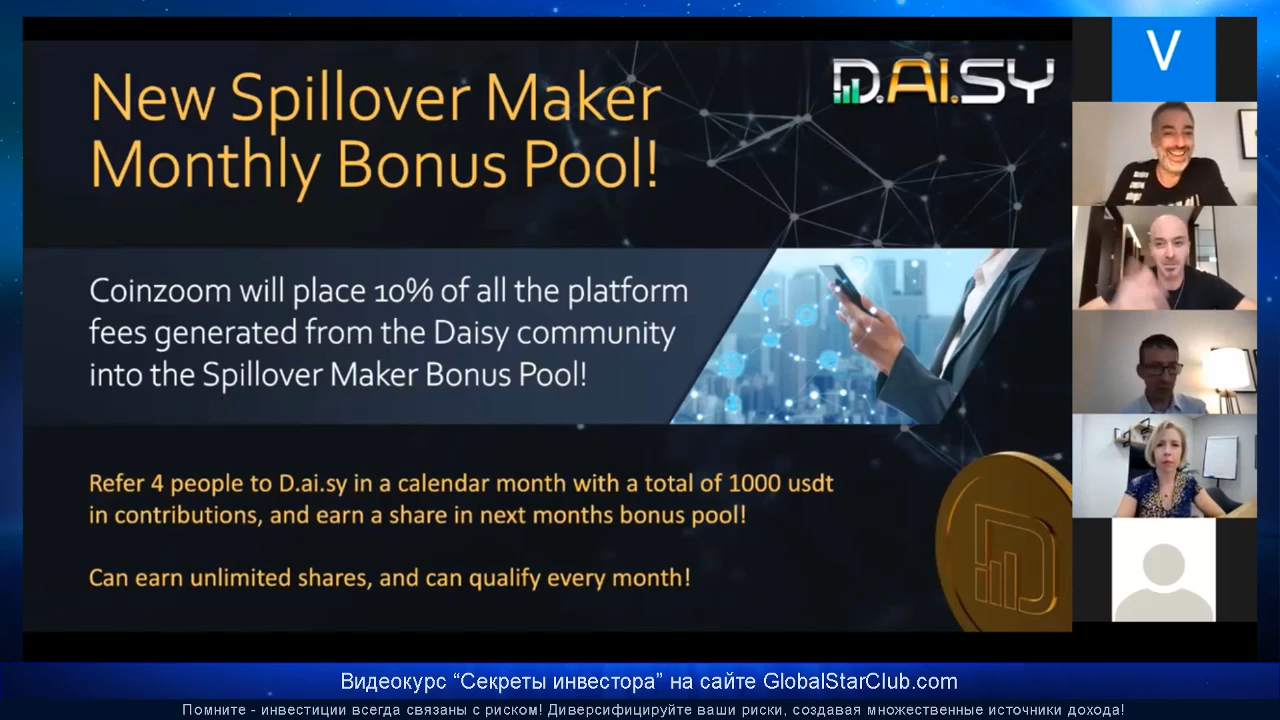 New Spillover Maker
Monthly Bonus Pool!
D.AI.SY
V
Coinzoom will place 10% of all the platform
fees generated from the Daisy community
into the Spillover Maker Bonus Pool!
Refer 4 people to D.ai.sy in a calendar month with a total of 1000 usdt
in contributions, and earn a share in next months bonus pool!
Can earn unlimited shares, and can qualify every month!
Видеокурс “Секреты инвестора” на сайте GlobalStarClub.com
Помните - инвестиции всегда связаны с риском! Диверсифицируйте ваши риски, создавая множественные источники дохода!